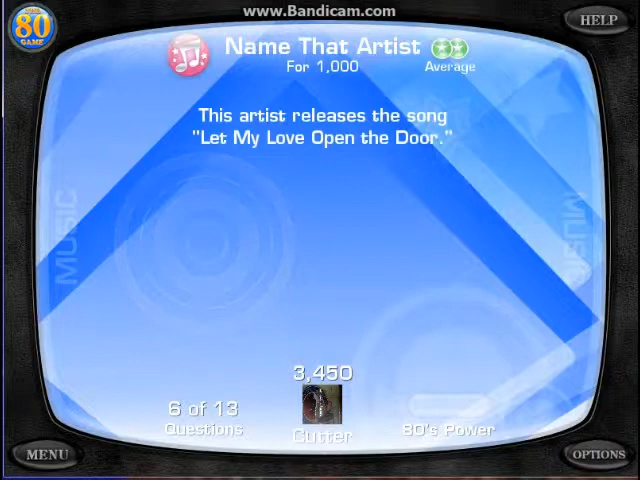 www.Bandicam.com
80
GAME
HELP
Name That Artist
For 1,000
Average
This artist releases the song
"Let My Love Open the Door."
MUSIC
MUSIC
3,450
6 of 13
Questions
Cutter
80's Power
MENU
OPTIONS